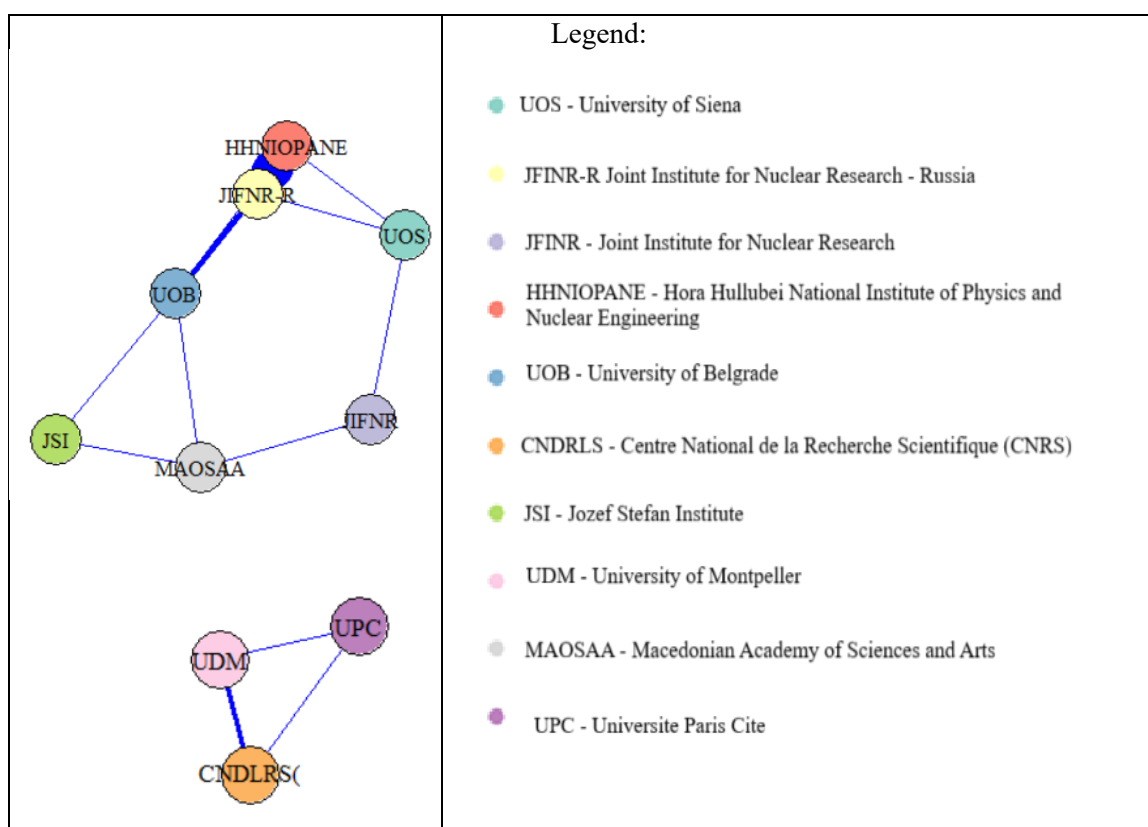 Legend:
HHNIOPANE
JIFNR-R
UOS
UOB
JIFNR
JSI
MAOSAA
UPC
UDM
CNDLRS(
UOS - University of Siena
JFINR-R Joint Institute for Nuclear Research - Russia
JFINR - Joint Institute for Nuclear Research
HHNIOPANE - Hora Hullubei National Institute of Physics and
Nuclear Engineering
UOB - University of Belgrade
CNDRLS - Centre National de la Recherche Scientifique (CNRS)
JSI - Jozef Stefan Institute
UDM - University of Montpeller
MAOSAA - Macedonian Academy of Sciences and Arts
UPC - Universite Paris Cite